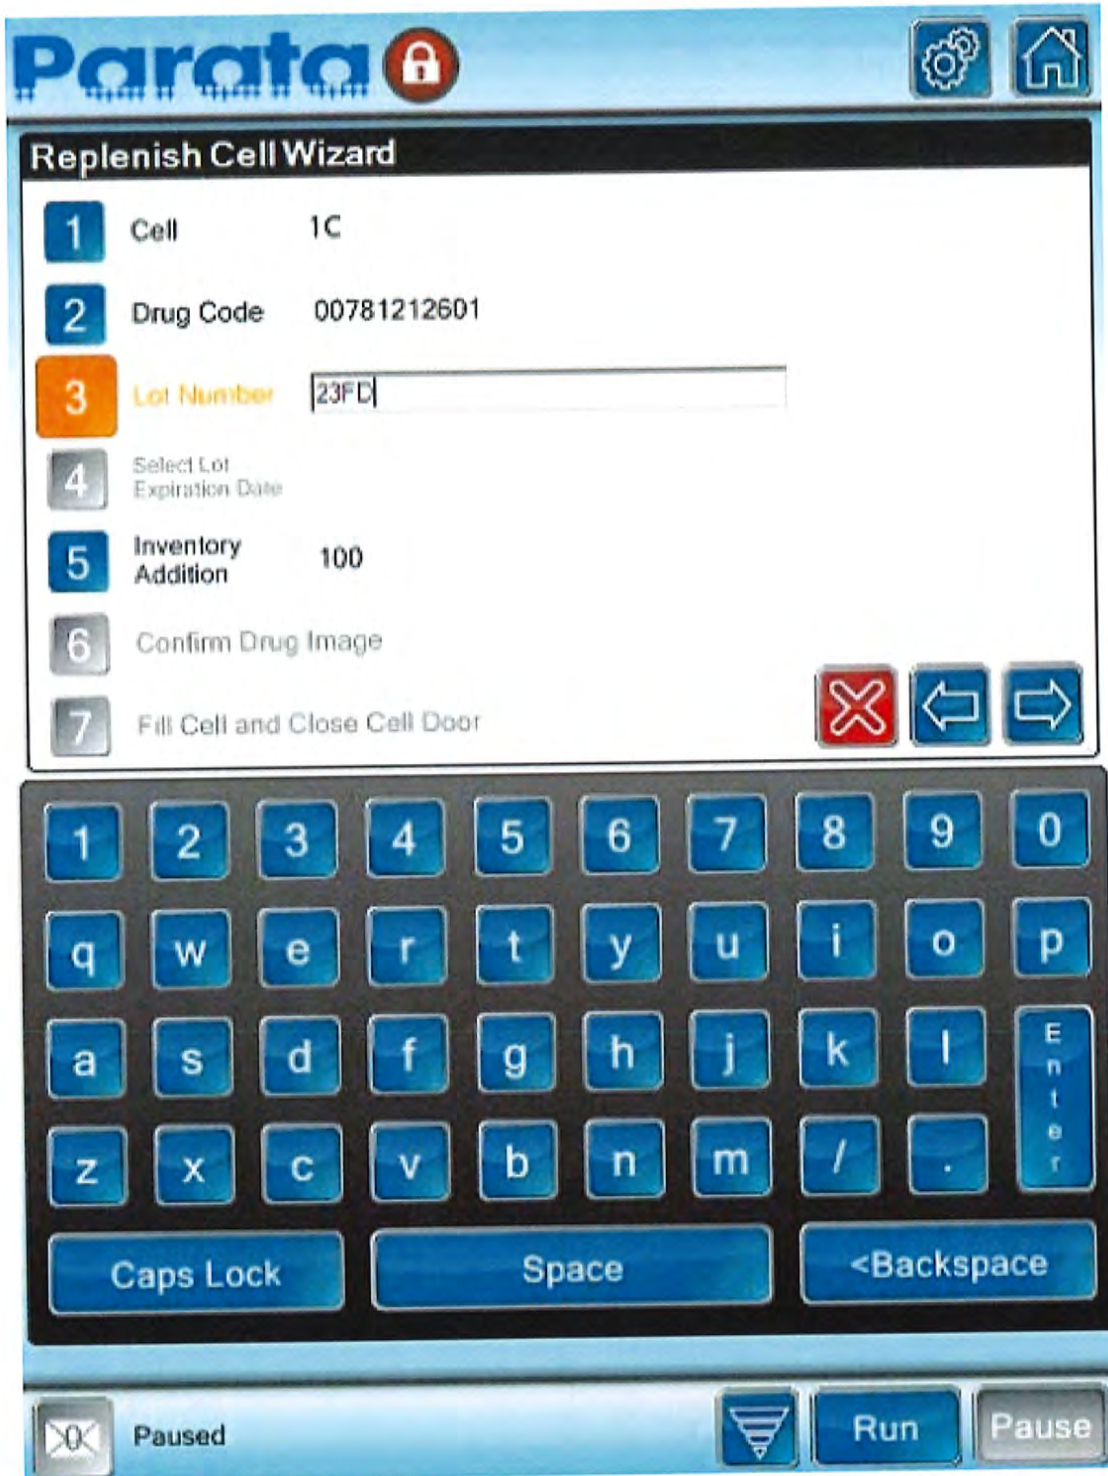 Parata
Replenish Cell Wizard
1 Cell 1C
2 Drug Code 00781212601
3 Lot Number 23FD
4 Select Lot
Expiration Date
5 Inventory
Addition 100
6 Confirm Drug Image
7 Fill Cell and Close Cell Door
1 2 3 4 5 6 7 8 9 0
q w e r t y u i o p
a s d f g h j k l Enter
z x c v b n m / .
Caps Lock Space <Backspace
0 Paused Run Pause